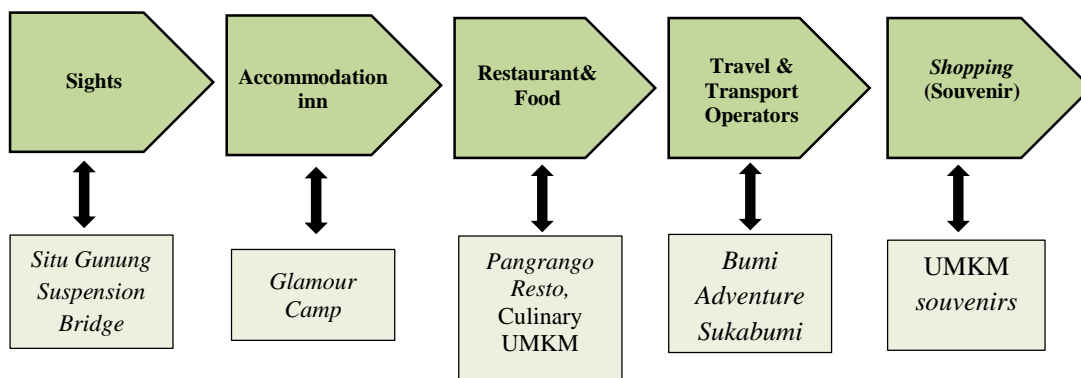 Sights
Accommodation
inn
Restaurant&
Food
Travel &
Transport
Operators
Shopping
(Souvenir)
Situ Gunung
Suspension
Bridge
Glamour
Camp
Pangrango
Resto,
Culinary
UMKM
Bumi
Adventure
Sukabumi
UMKM
souvenirs